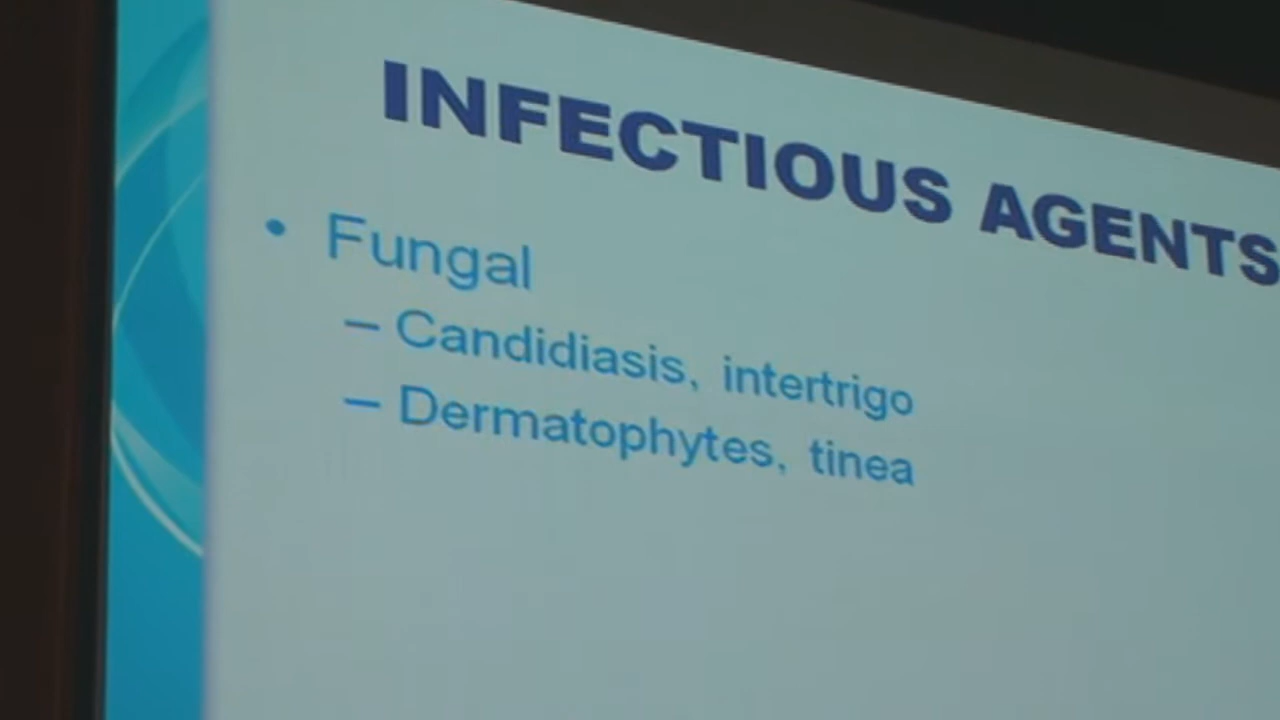 INFECTIOUS AGENTS
• Fungal
– Candidiasis, intertrigo
– Dermatophytes, tinea